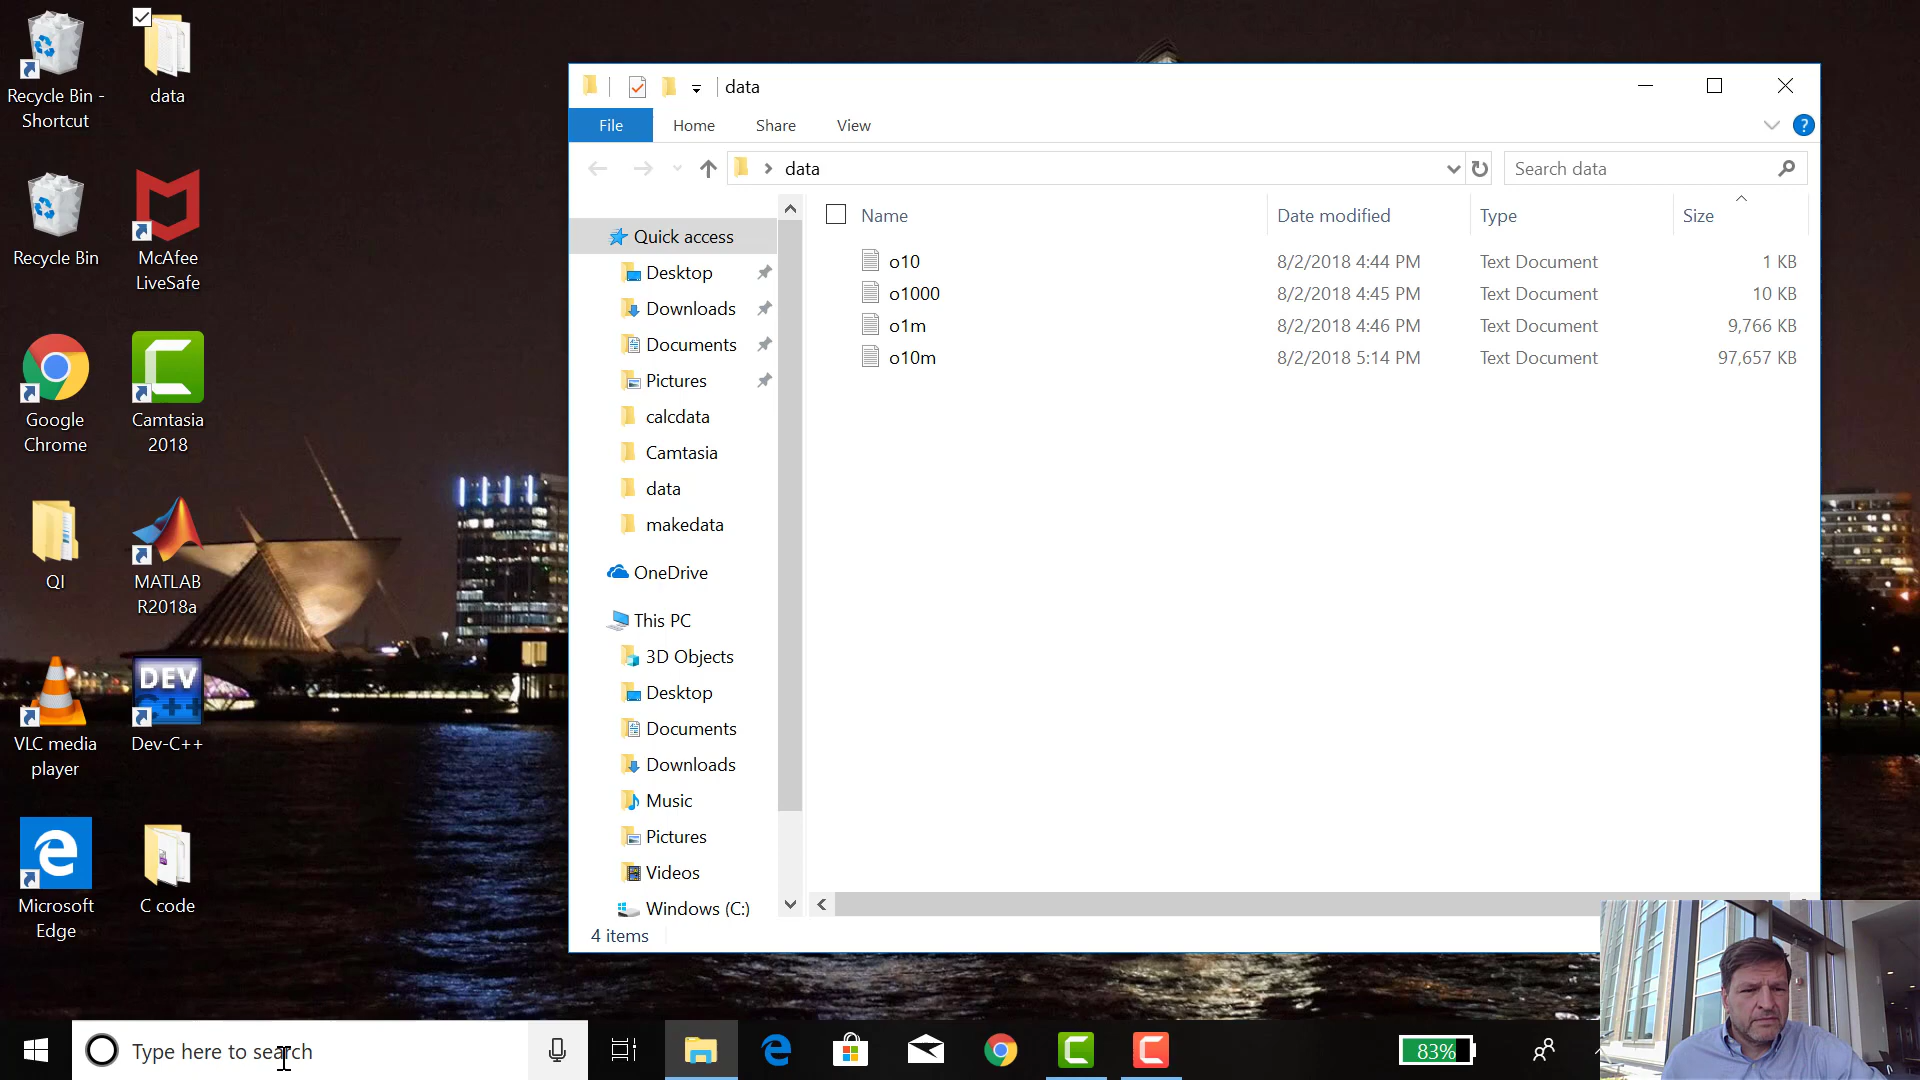 Recycle Bin -
Shortcut
data
Recycle Bin
McAfee
LiveSafe
Google
Chrome
Camtasia
2018
QI
MATLAB
R2018a
VLC media
player
DEV
C++
Dev-C++
Microsoft
Edge
C code
data
File
Home
Share
View
?
data
Search data
Quick access
Desktop
Downloads
Documents
Pictures
calcdata
Camtasia
data
makedata
OneDrive
This PC
3D Objects
Desktop
Documents
Downloads
Music
Pictures
Videos
Windows (C:)
Name Date modified Type Size
o10 8/2/2018 4:44 PM Text Document 1 KB
o1000 8/2/2018 4:45 PM Text Document 10 KB
o1m 8/2/2018 4:46 PM Text Document 9,766 KB
o10m 8/2/2018 5:14 PM Text Document 97,657 KB
4 items
Type here to search
83%